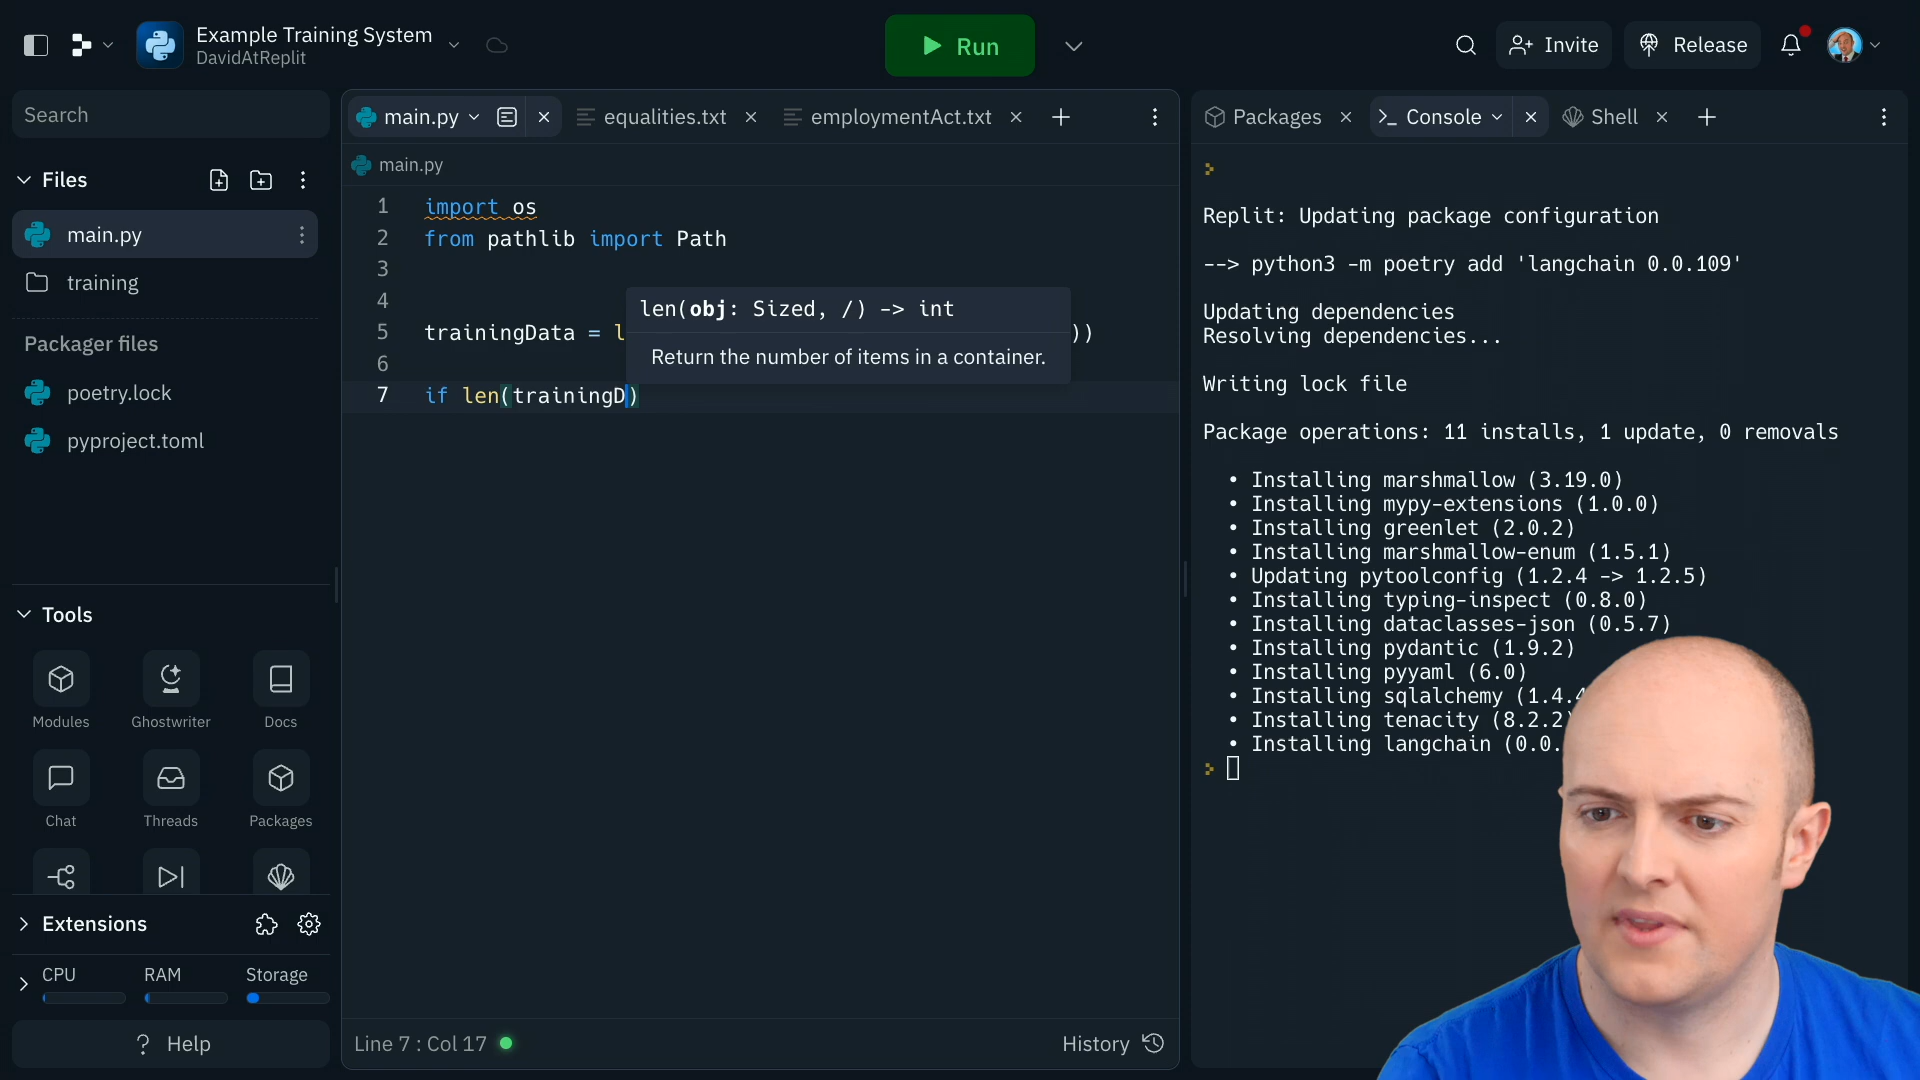 Example Training System
DavidAtReplit
Run
Invite
Release
Search
Files
main.py
training
Packager files
poetry.lock
pyproject.toml
Tools
Modules
Ghostwriter
Docs
Chat
Threads
Packages
Extensions
CPU
RAM
Storage
? Help
main.py
equalities.txt
employmentAct.txt
main.py
1 import os
2 from pathlib import Path
3
4
5 trainingData = l ))
6
7 if len(trainingD)
len(obj: Sized, /) -> int
Return the number of items in a container.
Line 7 : Col 17
History
Packages
Console
Shell
Replit: Updating package configuration
--> python3 -m poetry add 'langchain 0.0.109'
Updating dependencies
Resolving dependencies...
Writing lock file
Package operations: 11 installs, 1 update, 0 removals
• Installing marshmallow (3.19.0)
• Installing mypy-extensions (1.0.0)
• Installing greenlet (2.0.2)
• Installing marshmallow-enum (1.5.1)
• Updating pytoolconfig (1.2.4 -> 1.2.5)
• Installing typing-inspect (0.8.0)
• Installing dataclasses-json (0.5.7)
• Installing pydantic (1.9.2)
• Installing pyyaml (6.0)
• Installing sqlalchemy (1.4.4
• Installing tenacity (8.2.2)
• Installing langchain (0.0.